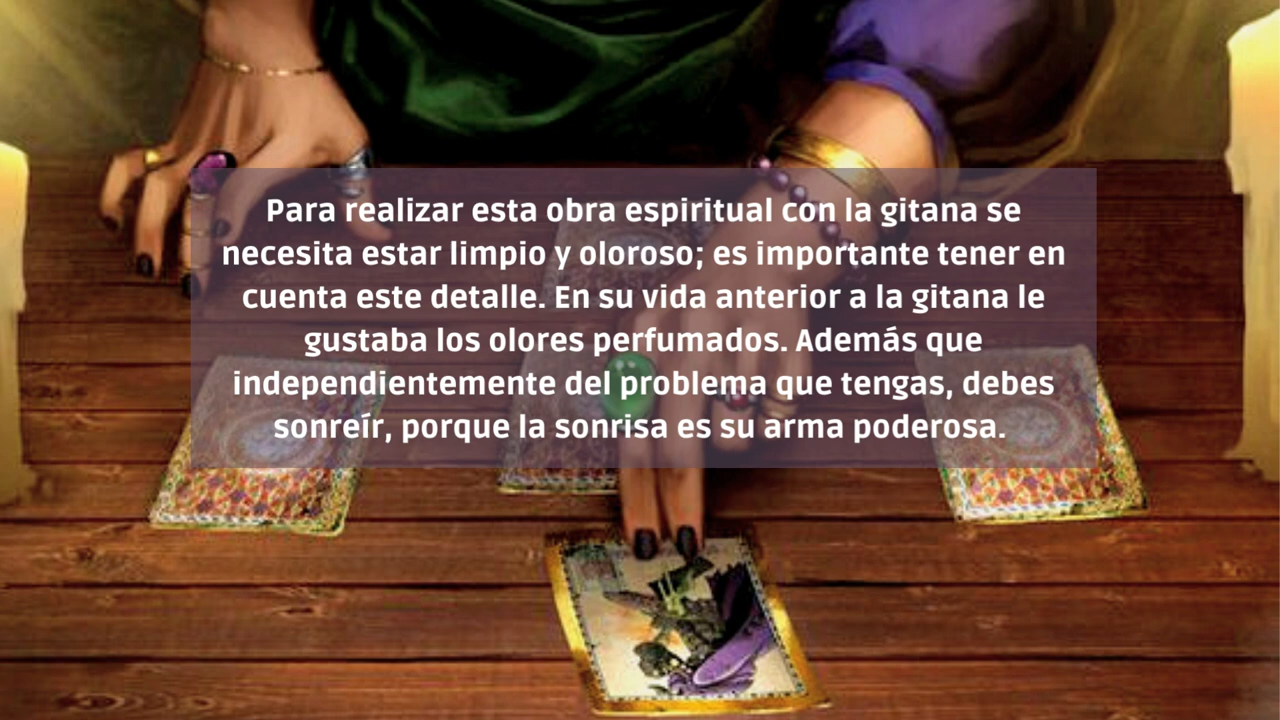 Para realizar esta obra espiritual con la gitana se
necesita estar limpio y oloroso; es importante tener en
cuenta este detalle. En su vida anterior a la gitana le
gustaba los olores perfumados. Además que
independientemente del problema que tengas, debes
sonreír, porque la sonrisa es su arma poderosa.